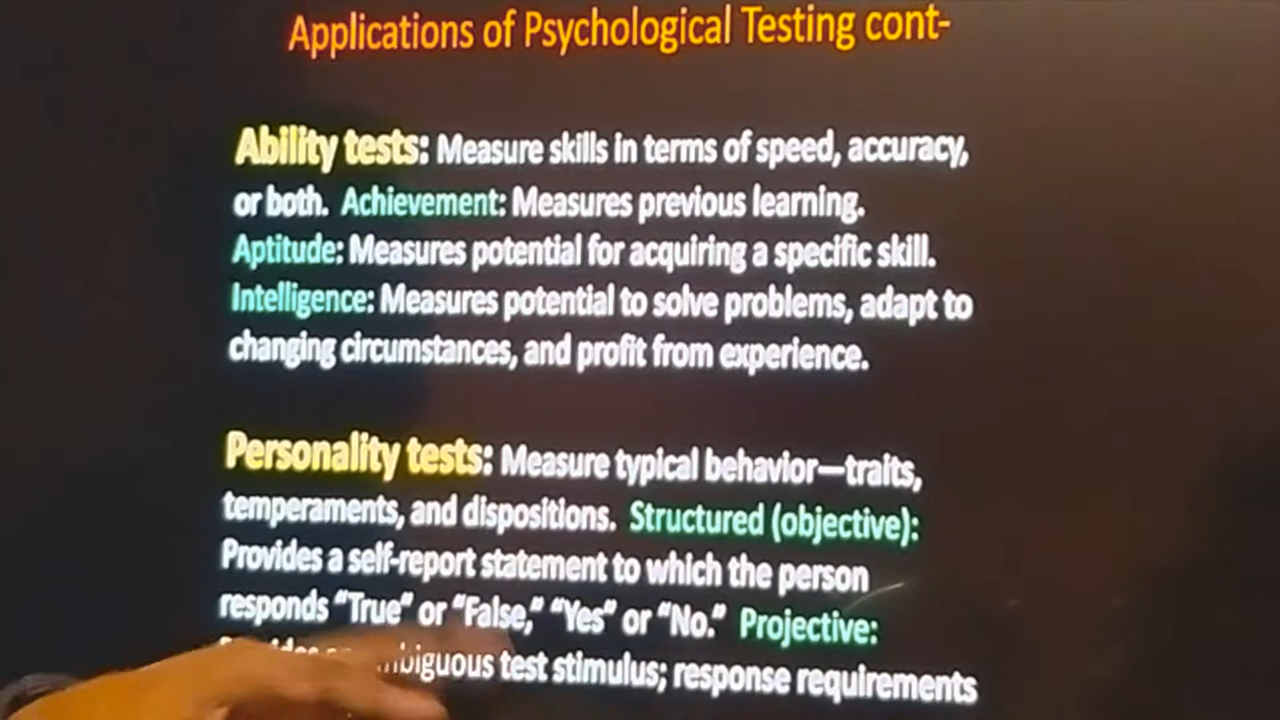 Applications of Psychological Testing cont-
Ability tests: Measure skills in terms of speed, accuracy,
or both. Achievement: Measures previous learning.
Aptitude: Measures potential for acquiring a specific skill.
Intelligence: Measures potential to solve problems, adapt to
changing circumstances, and profit from experience.
Personality tests: Measure typical behavior—traits,
temperaments, and dispositions. Structured (objective):
Provides a self-report statement to which the person
responds “True” or “False,” “Yes” or “No.” Projective:
test stimulus; response requirements